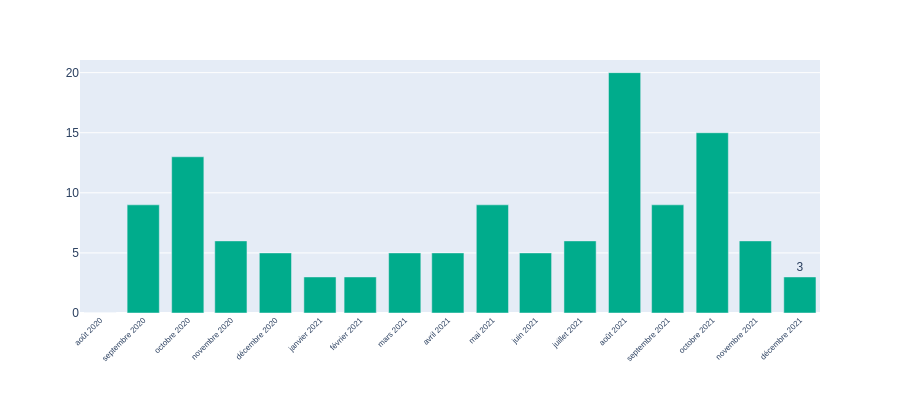 20
15
10
5
0
3
août 2020
septembre 2020
octobre 2020
novembre 2020
décembre 2020
janvier 2021
février 2021
mars 2021
avril 2021
mai 2021
juin 2021
juillet 2021
août 2021
septembre 2021
octobre 2021
novembre 2021
décembre 2021